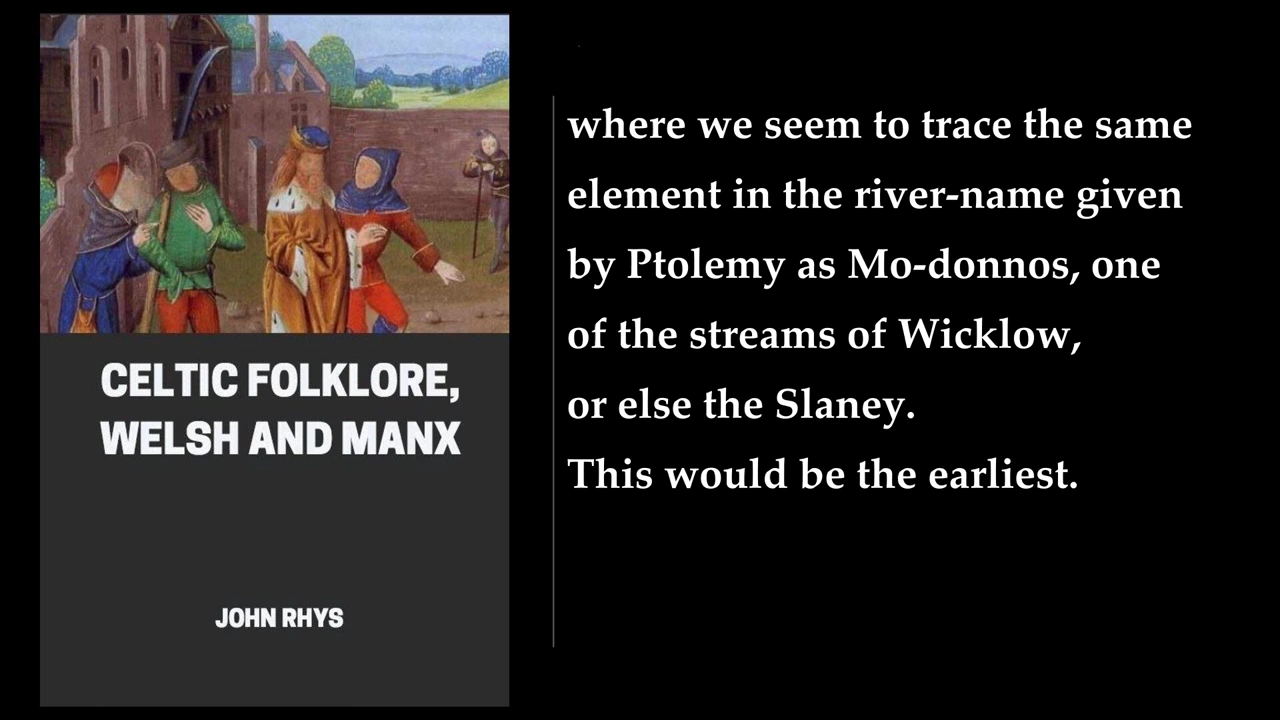 CELTIC FOLKLORE,
WELSH AND MANX
JOHN RHYS
where we seem to trace the same
element in the river-name given
by Ptolemy as Mo-donnos, one
of the streams of Wicklow,
or else the Slaney.
This would be the earliest.